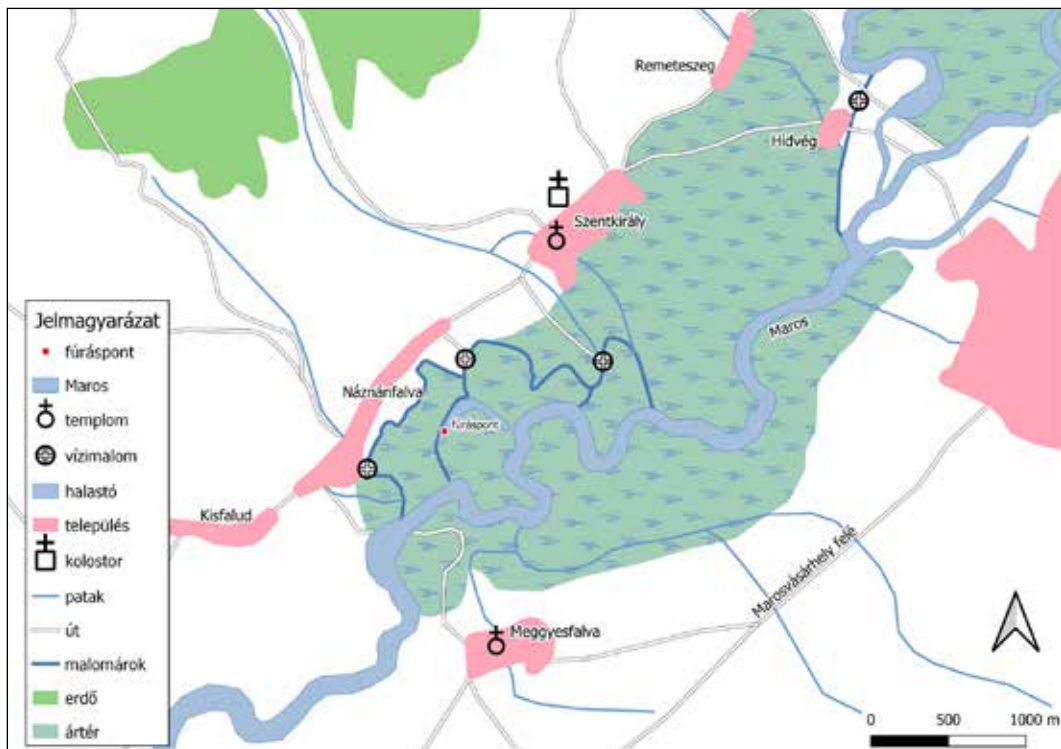 Remeteszeg
Hídvég
Szentkirály
Maros
Náznánfalva
fúráspont
Kisfalud
Meggyesfalva
Marosvásárhely felé
Jelmagyarázat
fúráspont
Maros
templom
vízimalom
halastó
település
kolostor
patak
út
malomárok
erdő
ártér
0 500 1000 m